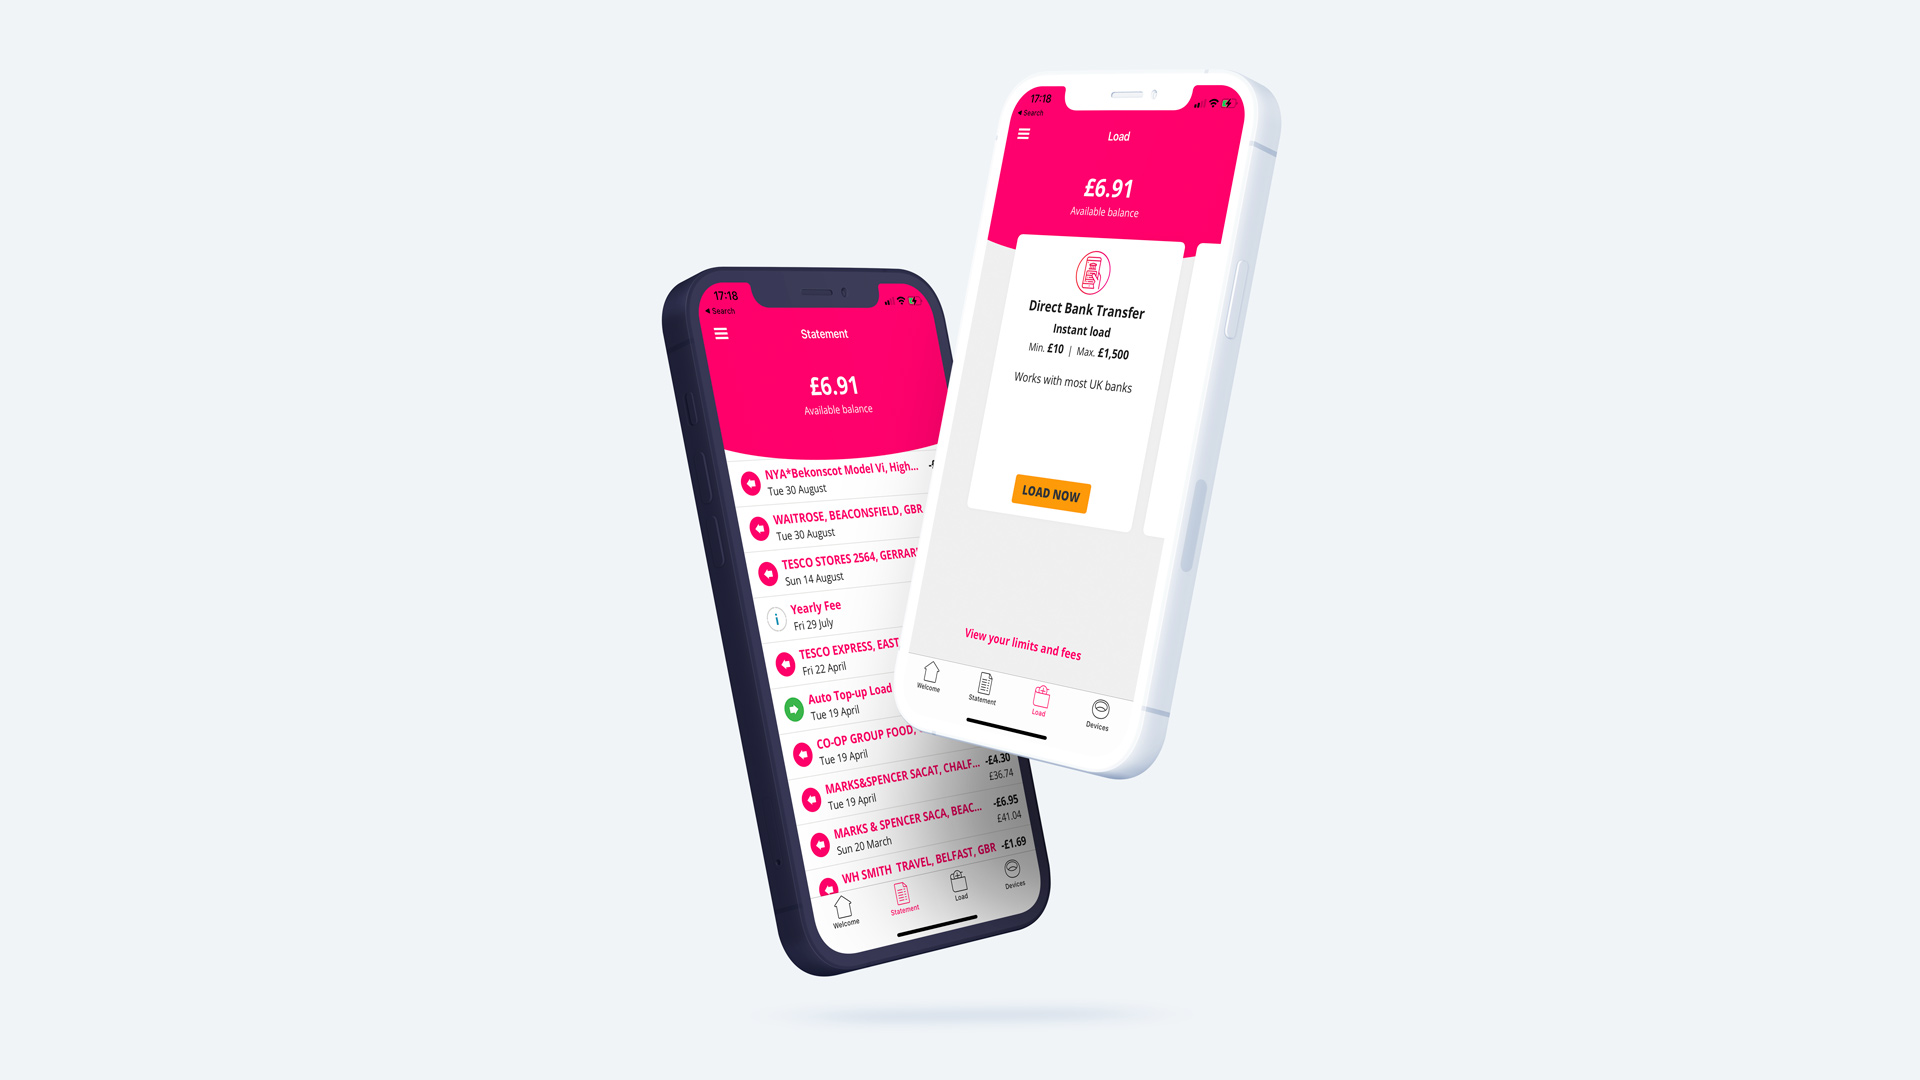 17:18
Search
Statement
£6.91
Available balance
NYA*Bekonscot Model Vi, High...
Tue 30 August
WAITROSE, BEACONSFIELD, GBR
Tue 30 August
TESCO STORES 2564,
Sun 14 August
Yearly Fee
Fri 29 July
TESCO EXPRESS, EAST
Fri 22 April
Auto Top-up Load
Tue 19 April
CO-OP GROUP FOOD,
Tue 19 April
MARKS&SPENCER SACAT, CHALF... -£4.30
Tue 19 April £36.74
MARKS & SPENCER SACA, BEAC... -£6.95
Sun 20 March £41.04
WH SMITH TRAVEL, BELFAST, GBR -£1.69
Welcome Statement Load Devices
17:18
Search
Load
£6.91
Available balance
Direct Bank Transfer
Instant load
Min. £10 | Max. £1,500
Works with most UK banks
LOAD NOW
View your limits and fees
Welcome Statement Load Devices